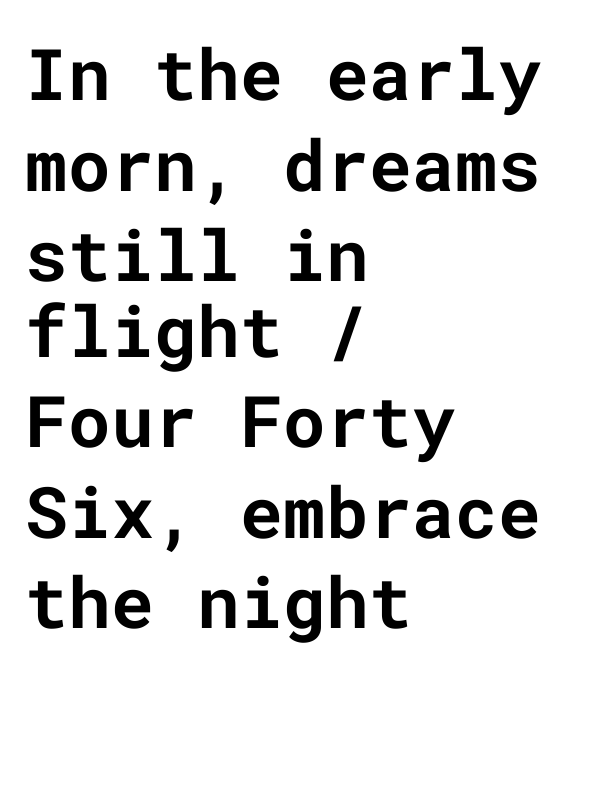 In the early
morn, dreams
still in
flight /
Four Forty
Six, embrace
the night